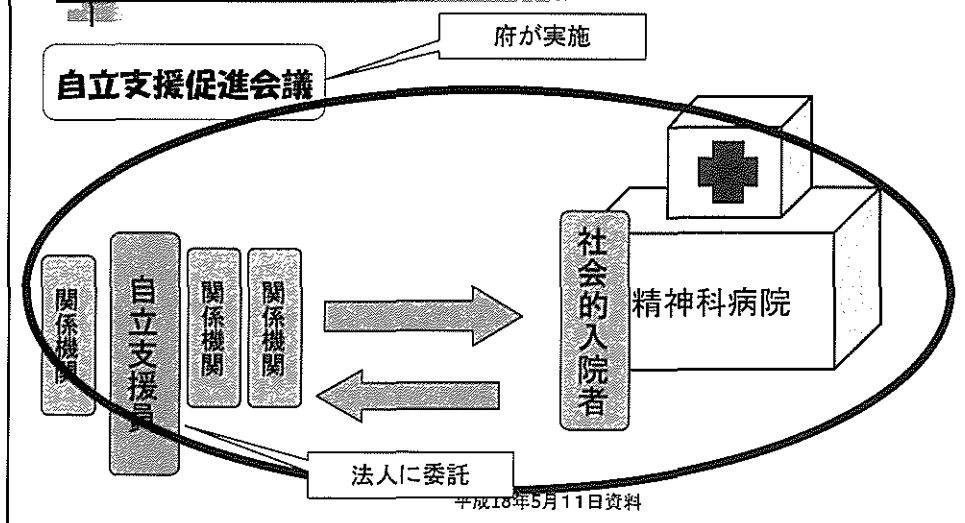 府が実施
自立支援促進会議
関係機関
自立支援員
関係機関
関係機関
社会的入院者
精神科病院
法人に委託
平成18年5月11日資料